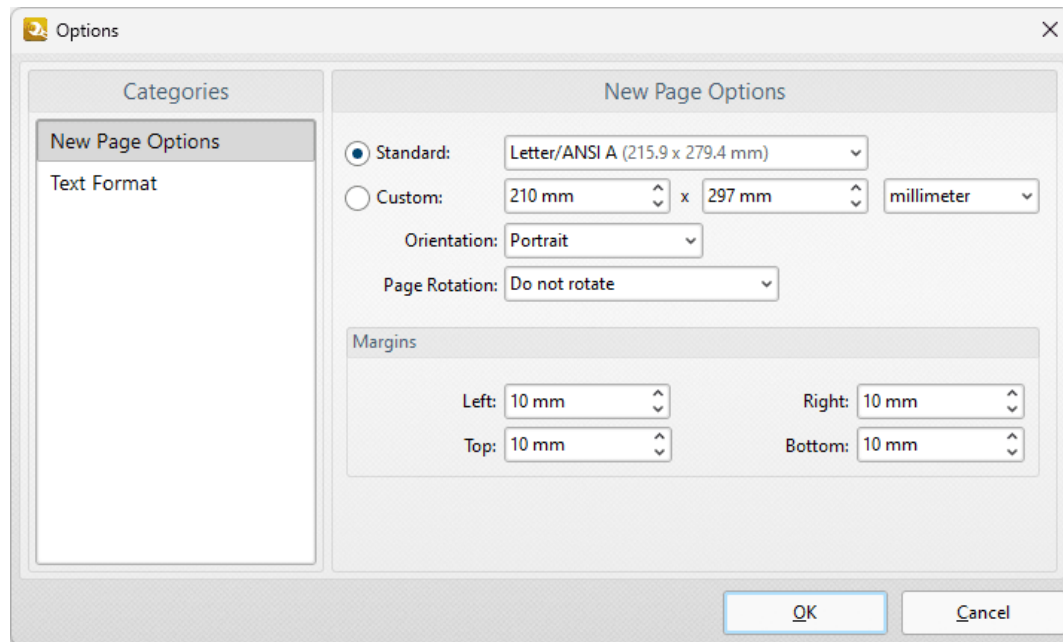 Options
Categories
New Page Options
Text Format
New Page Options
Standard: Letter/ANSI A (215.9 x 279.4 mm)
Custom: 210 mm x 297 mm millimeter
Orientation: Portrait
Page Rotation: Do not rotate
Margins
Left: 10 mm Right: 10 mm
Top: 10 mm Bottom: 10 mm
OK Cancel